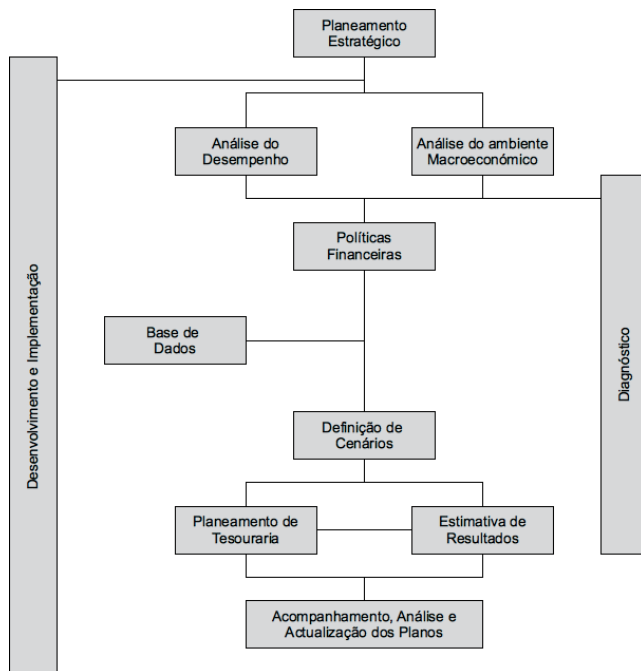 Planeamento
Estratégico
Análise do
Desempenho
Análise do ambiente
Macroeconómico
Políticas
Financeiras
Base de
Dados
Definição de
Cenários
Planeamento de
Tesouraria
Estimativa de
Resultados
Acompanhamento, Análise e
Actualização dos Planos
Desenvolvimento e Implementação
Diagnóstico